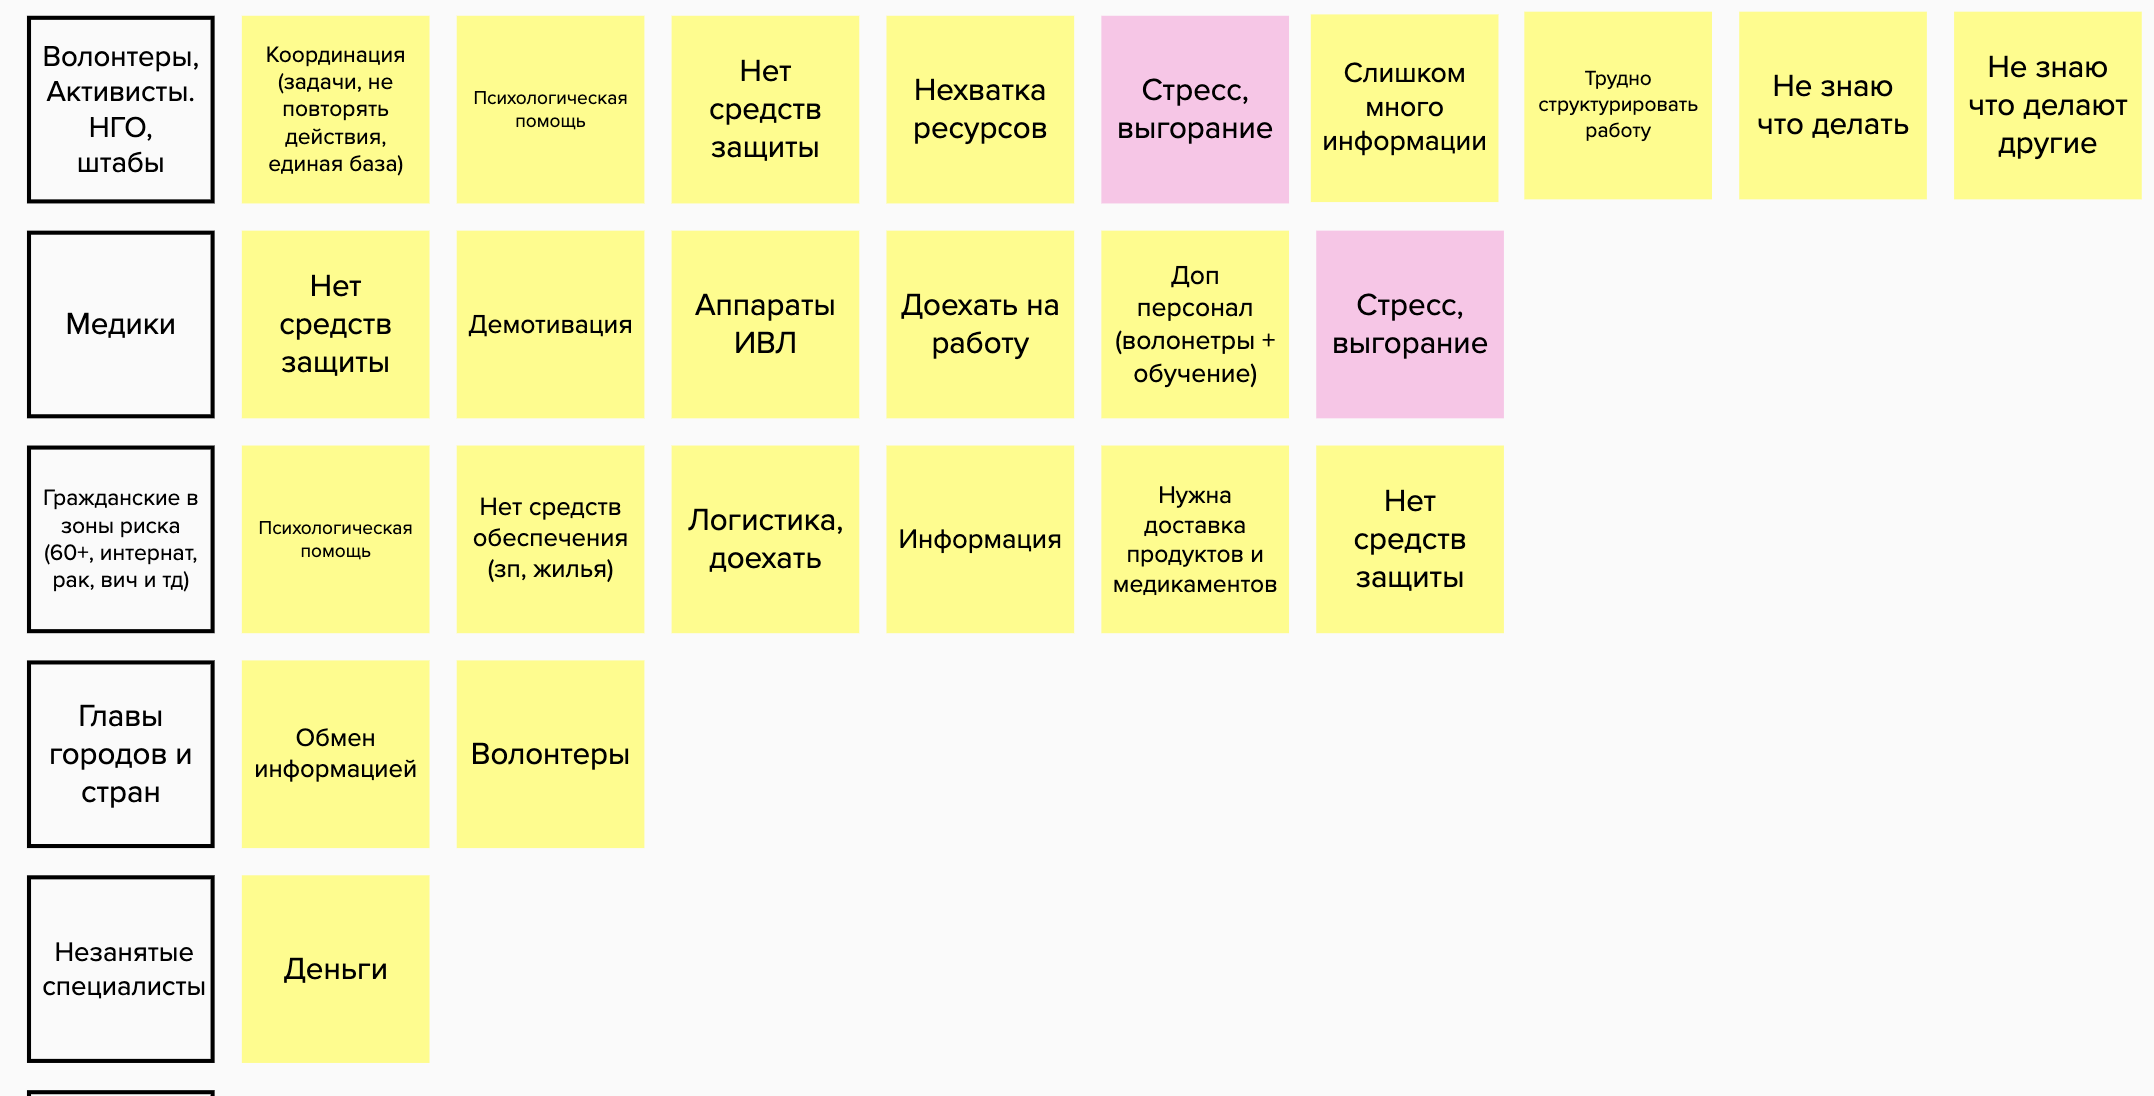 Волонтеры,
Активисты.
НГО,
штабы
Координация
(задачи, не
повторять
действия,
единая база)
Психологическая
помощь
Нет
средств
защиты
Нехватка
ресурсов
Стресс,
выгорание
Слишком
много
информации
Трудно
структурировать
работу
Не знаю
что делать
Не знаю
что делают
другие
Медики
Нет
средств
защиты
Демотивация
Аппараты
ИВЛ
Доехать на
работу
Доп
персонал
(волонетры +
обучение)
Стресс,
выгорание
Гражданские в
зоны риска
(60+, интернат,
рак, вич и тд)
Психологическая
помощь
Нет средств
обеспечения
(зп, жилья)
Логистика,
доехать
Информация
Нужна
доставка
продуктов и
медикаментов
Нет
средств
защиты
Главы
городов и
стран
Обмен
информацией
Волонтеры
Незанятые
специалисты
Деньги